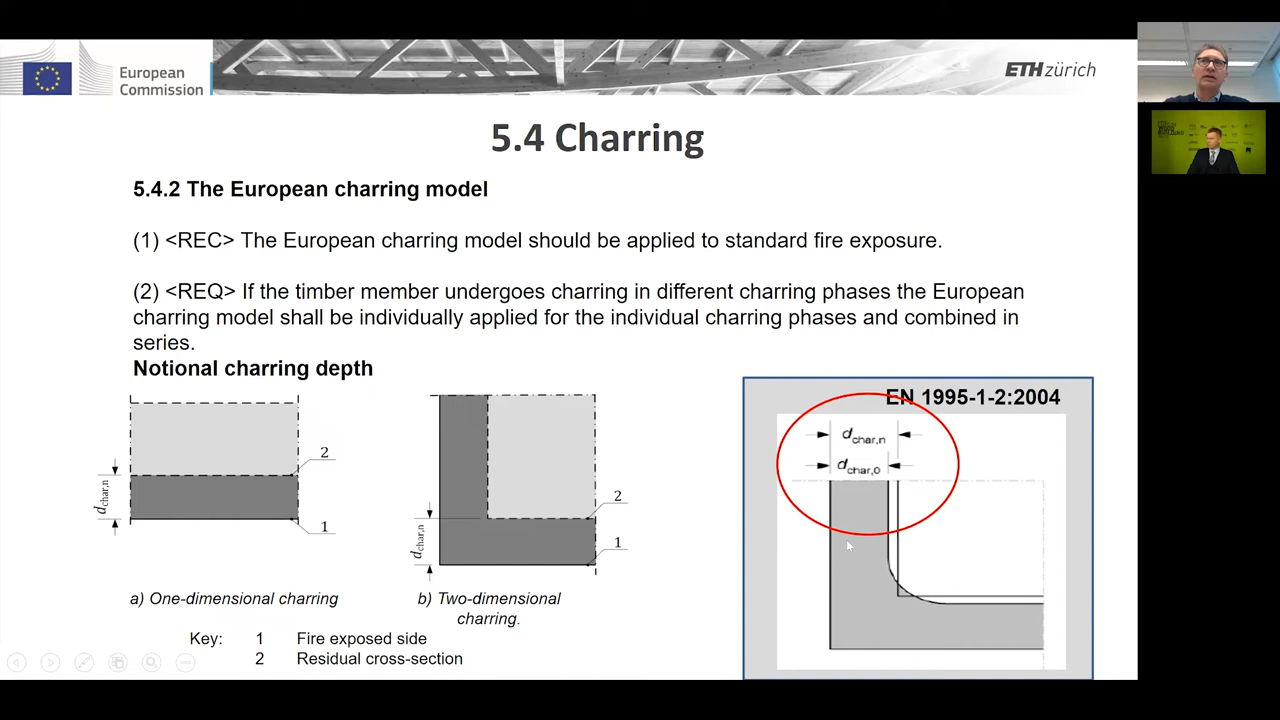 European
Commission
ETH zürich
5.4 Charring
5.4.2 The European charring model
(1) <REC> The European charring model should be applied to standard fire exposure.
(2) <REQ> If the timber member undergoes charring in different charring phases the European
charring model shall be individually applied for the individual charring phases and combined in
series.
Notional charring depth
EN 1995-1-2:2004
dchar,n
dchar,0
2
dchar,n
1
2
dchar,n
1
a) One-dimensional charring
b) Two-dimensional
charring.
Key: 1 Fire exposed side
2 Residual cross-section